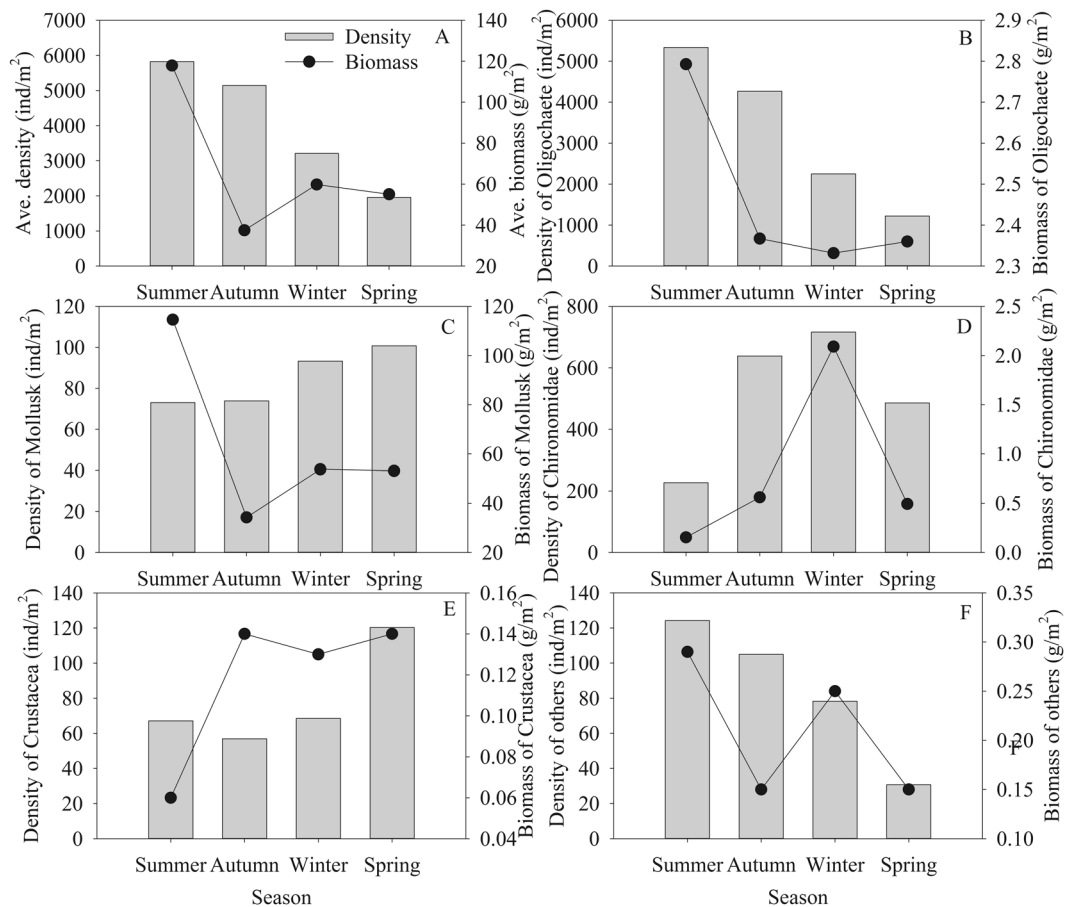 7000
6000
5000
4000
3000
2000
1000
0
Ave. density (ind/m²)
Density
Biomass
A
140
120
100
80
60
40
20
Ave. biomass (g/m²)
Summer Autumn Winter Spring
6000
5000
4000
3000
2000
1000
0
Density of Oligochaete (ind/m²)
B
2.9
2.8
2.7
2.6
2.5
2.4
2.3
Biomass of Oligochaete (g/m²)
Summer Autumn Winter Spring
120
100
80
60
40
20
0
Density of Mollusk (ind/m²)
C
120
100
80
60
40
20
Biomass of Mollusk (g/m²)
Summer Autumn Winter Spring
800
600
400
200
0
Density of Chironomidae (ind/m²)
D
2.5
2.0
1.5
1.0
0.5
0.0
Biomass of Chironomidae (g/m²)
Summer Autumn Winter Spring
140
120
100
80
60
40
20
0
Density of Crustacea (ind/m²)
E
0.16
0.14
0.12
0.10
0.08
0.06
0.04
Biomass of Crustacea (g/m²)
Summer Autumn Winter Spring
Season
140
120
100
80
60
40
20
0
Density of others (ind/m²)
F
0.35
0.30
0.25
0.20
0.15
0.10
F
Biomass of others (g/m²)
Summer Autumn Winter Spring
Season